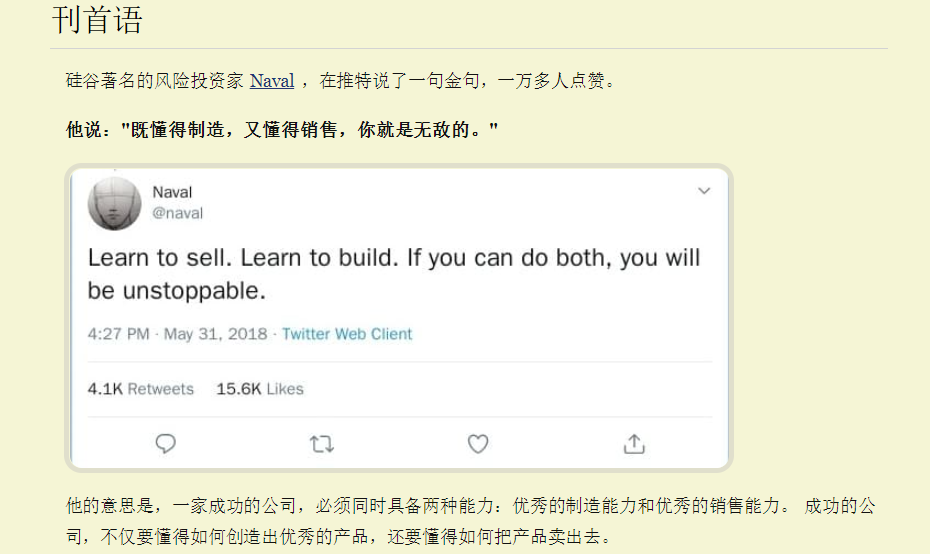 刊首语
硅谷著名的风险投资家 Naval ，在推特说了一句金句，一万多人点赞。
他说："既懂得制造，又懂得销售，你就是无敌的。"
Naval
@naval
Learn to sell. Learn to build. If you can do both, you will
be unstoppable.
4:27 PM · May 31, 2018 · Twitter Web Client
4.1K Retweets 15.6K Likes
他的意思是，一家成功的公司，必须同时具备两种能力：优秀的制造能力和优秀的销售能力。 成功的公
司，不仅要懂得如何创造出优秀的产品，还要懂得如何把产品卖出去。